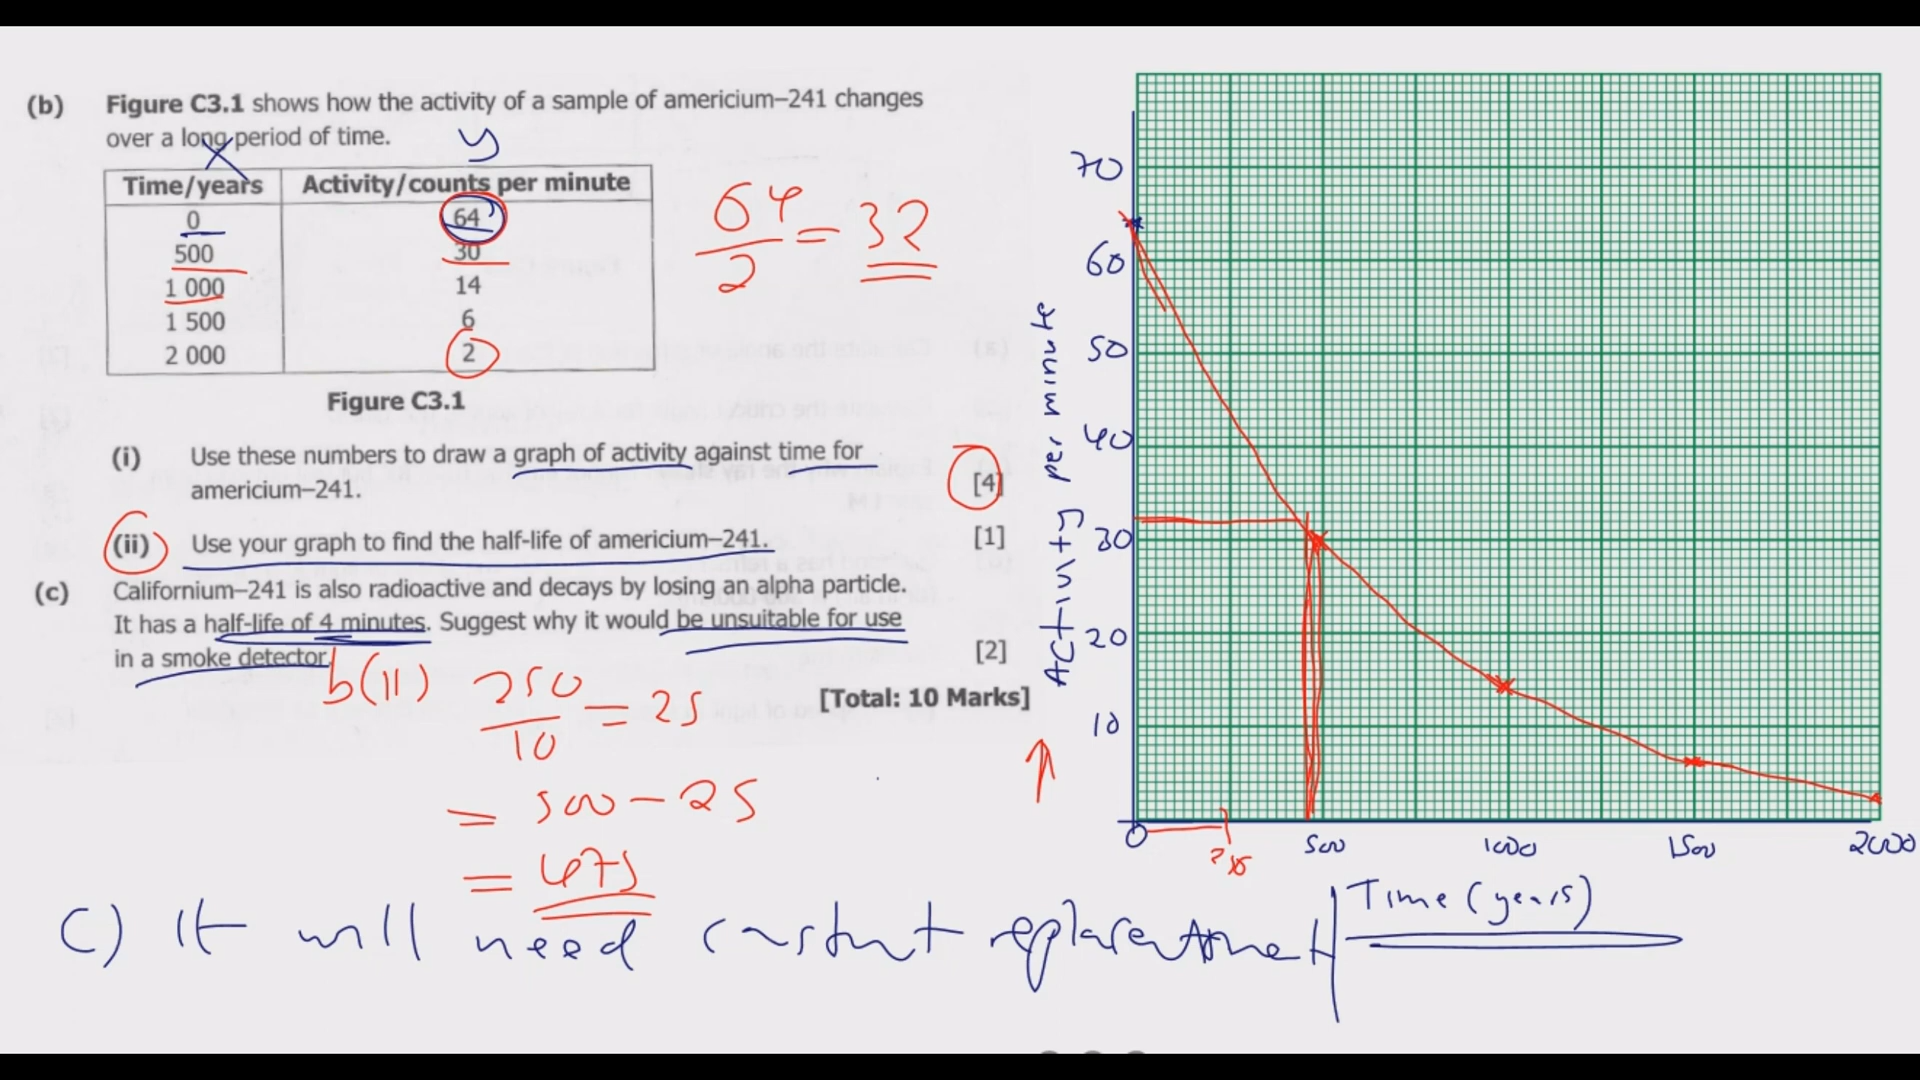 (b) Figure C3.1 shows how the activity of a sample of americium–241 changes
over a long period of time.
x y
Time/years Activity/counts per minute
0 64
500 30
1 000 14
1 500 6
2 000 2
Figure C3.1
64/2 = 32
(i) Use these numbers to draw a graph of activity against time for
americium–241. [4]
(ii) Use your graph to find the half-life of americium–241. [1]
(c) Californium–241 is also radioactive and decays by losing an alpha particle.
It has a half-life of 4 minutes. Suggest why it would be unsuitable for use
in a smoke detector. [2]
[Total: 10 Marks]
b(ii) 250/10 = 25
= 500 - 25
= 475
c) It will need constant replacement
Activity per minute
70
60
50
40
30
20
10
0 250 500 1000 1500 2000
Time (years)